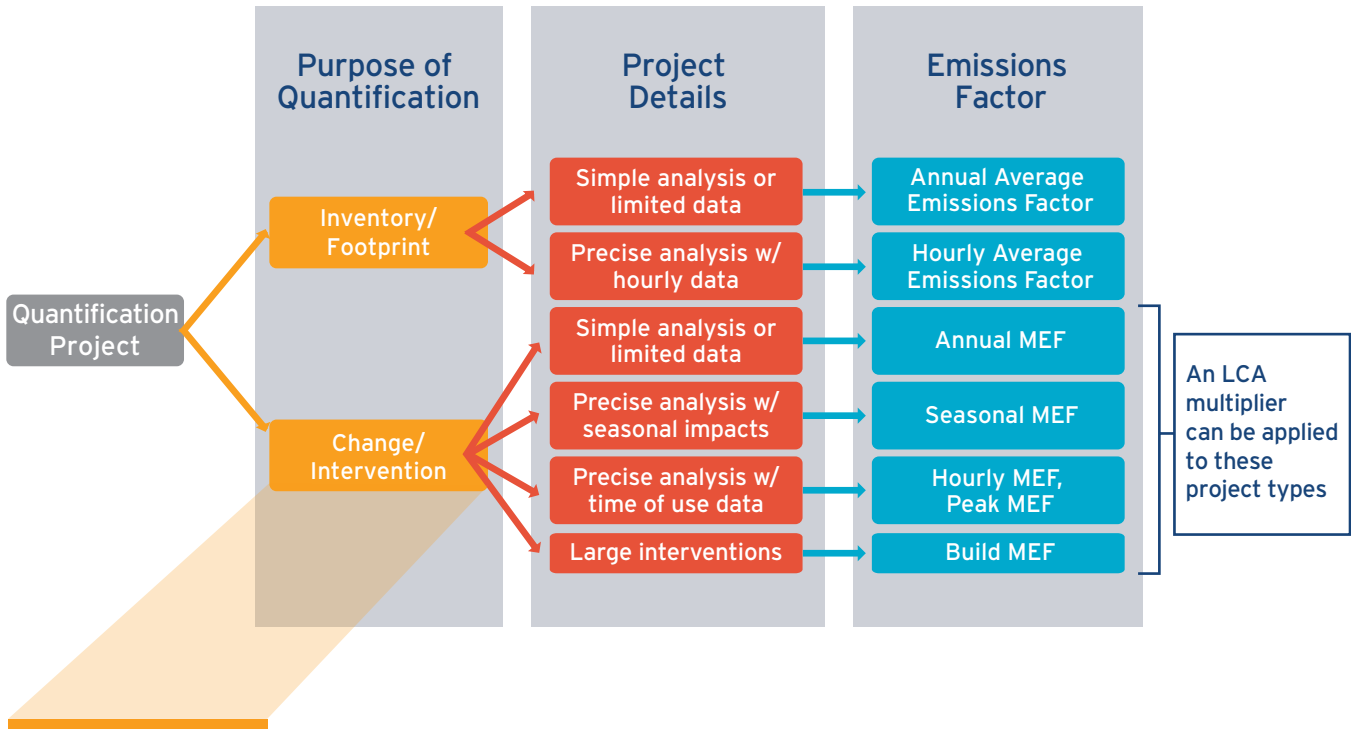 Purpose of
Quantification
Project
Details
Emissions
Factor
Quantification
Project
Inventory/
Footprint
Change/
Intervention
Simple analysis or
limited data
Precise analysis w/
hourly data
Simple analysis or
limited data
Precise analysis w/
seasonal impacts
Precise analysis w/
time of use data
Large interventions
Annual Average
Emissions Factor
Hourly Average
Emissions Factor
Annual MEF
Seasonal MEF
Hourly MEF,
Peak MEF
Build MEF
An LCA
multiplier
can be applied
to these
project types